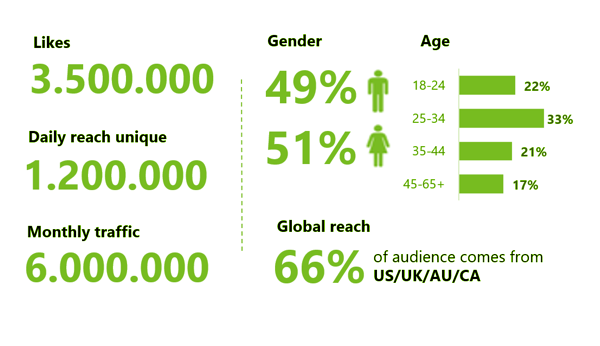 Likes
3.500.000
Daily reach unique
1.200.000
Monthly traffic
6.000.000
Gender
49%
51%
Age
18-24 22%
25-34 33%
35-44 21%
45-65+ 17%
Global reach
66% of audience comes from
US/UK/AU/CA